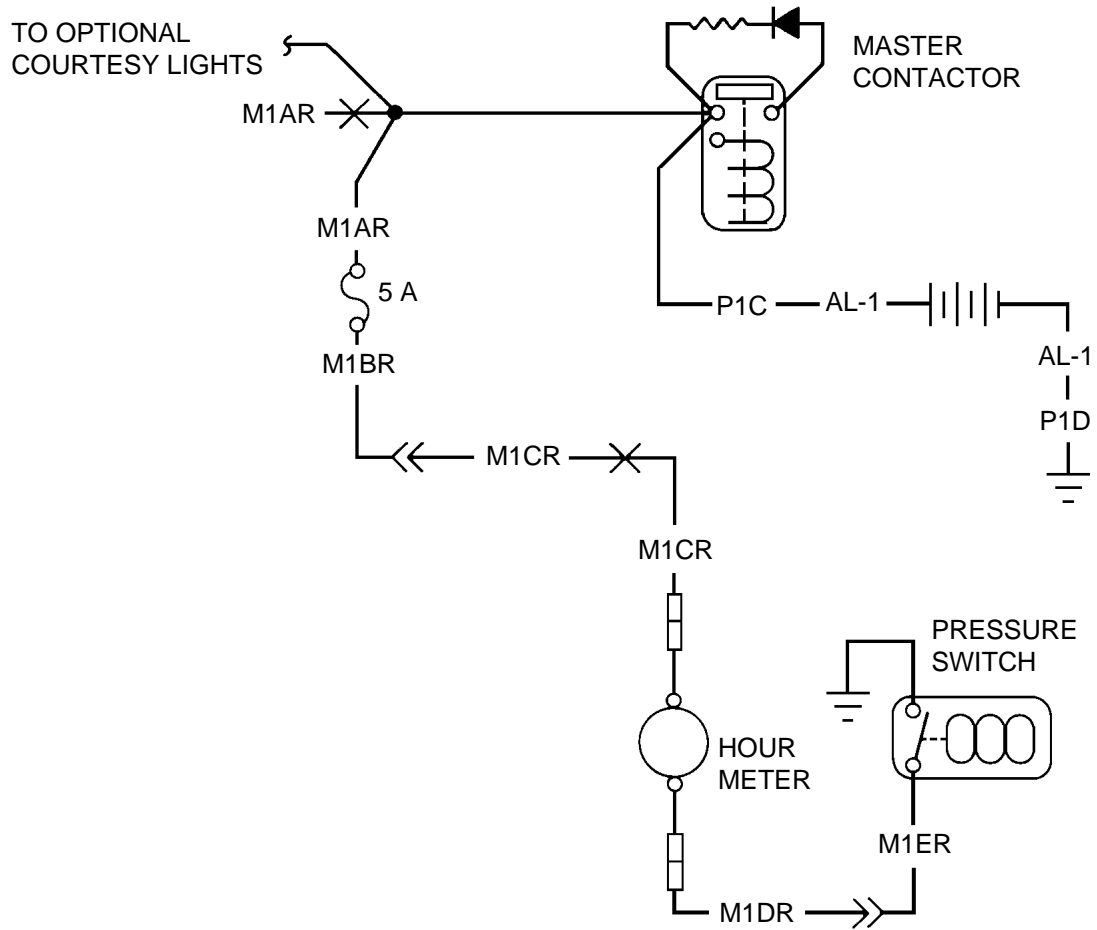 TO OPTIONAL
COURTESY LIGHTS
MASTER
CONTACTOR
M1AR
M1AR
5 A
P1C
AL-1
M1BR
AL-1
P1D
M1CR
M1CR
PRESSURE
SWITCH
HOUR
METER
M1ER
M1DR